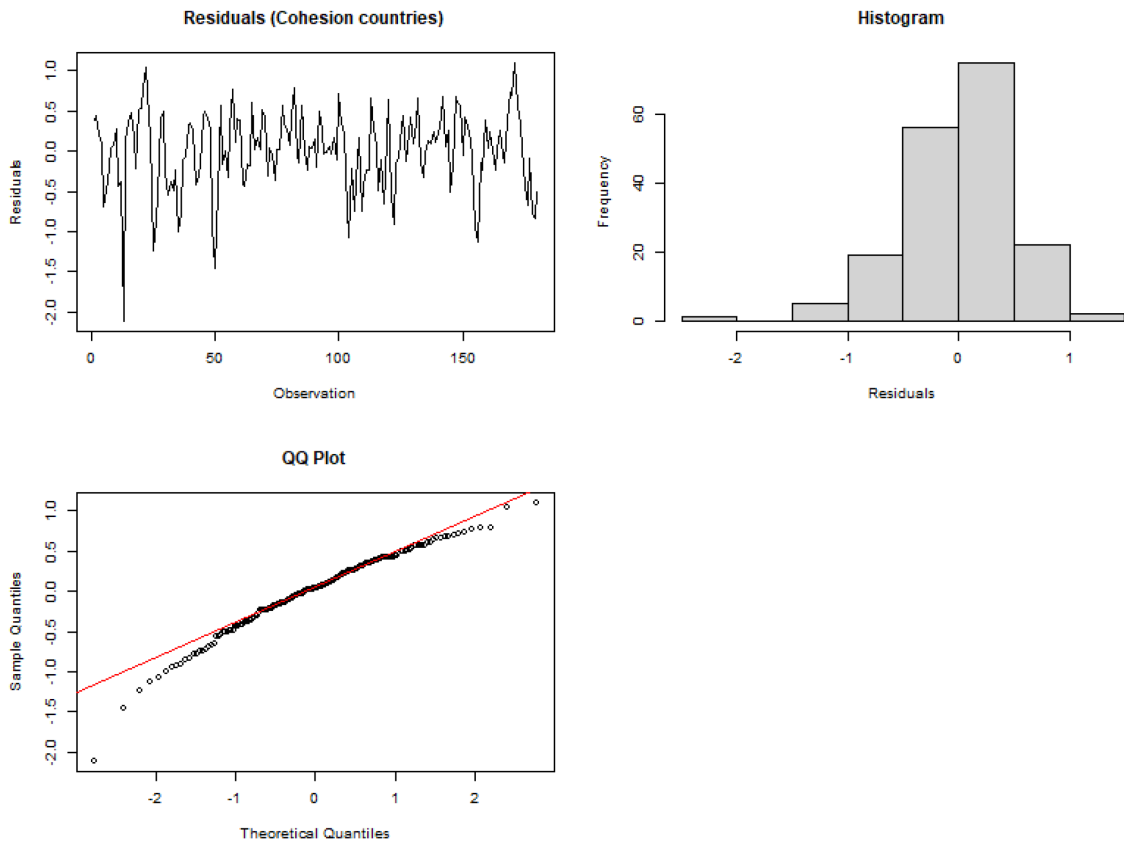 Residuals (Cohesion countries)
Residuals
1.0
0.5
0.0
-0.5
-1.0
-1.5
-2.0
0 50 100 150
Observation
Histogram
Frequency
60
40
20
0
-2 -1 0 1
Residuals
QQ Plot
Sample Quantiles
1.0
0.5
0.0
-0.5
-1.0
-1.5
-2.0
-2 -1 0 1 2
Theoretical Quantiles